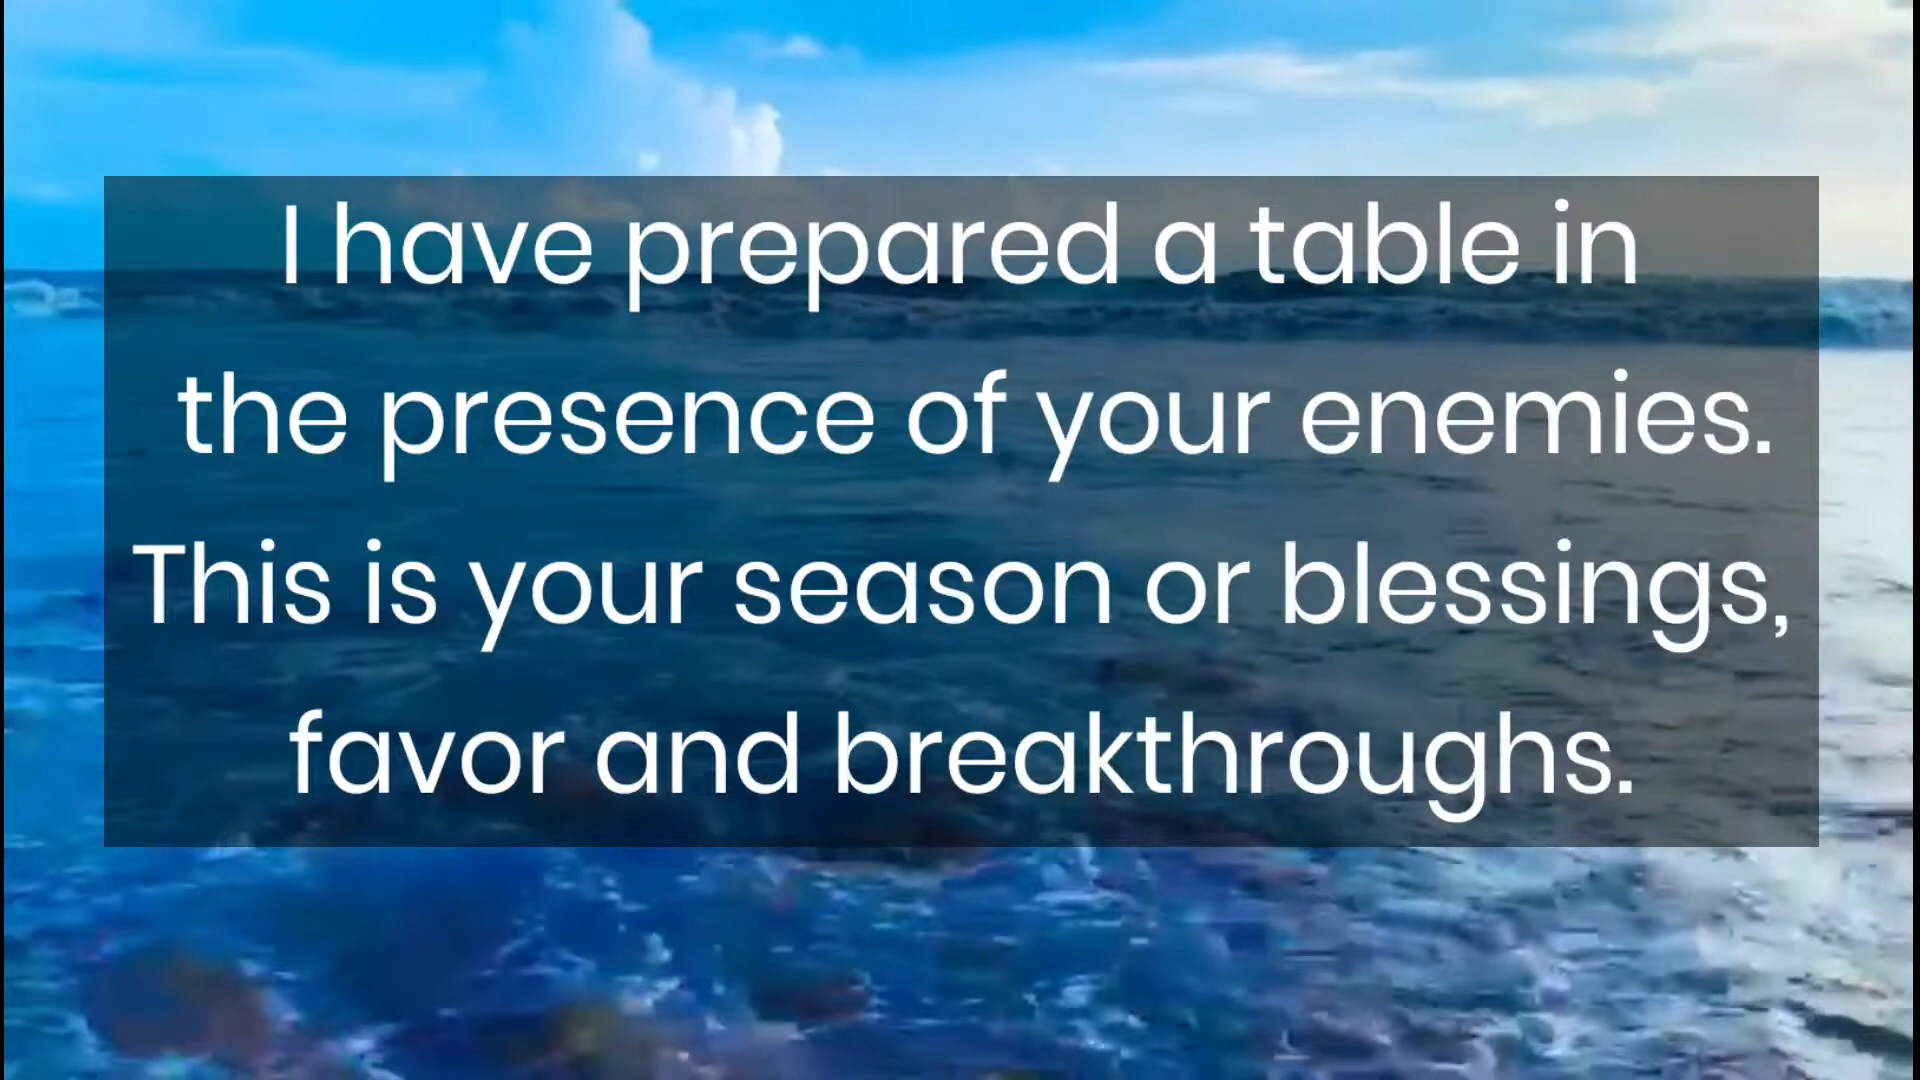 I have prepared a table in
the presence of your enemies.
This is your season or blessings,
favor and breakthroughs.